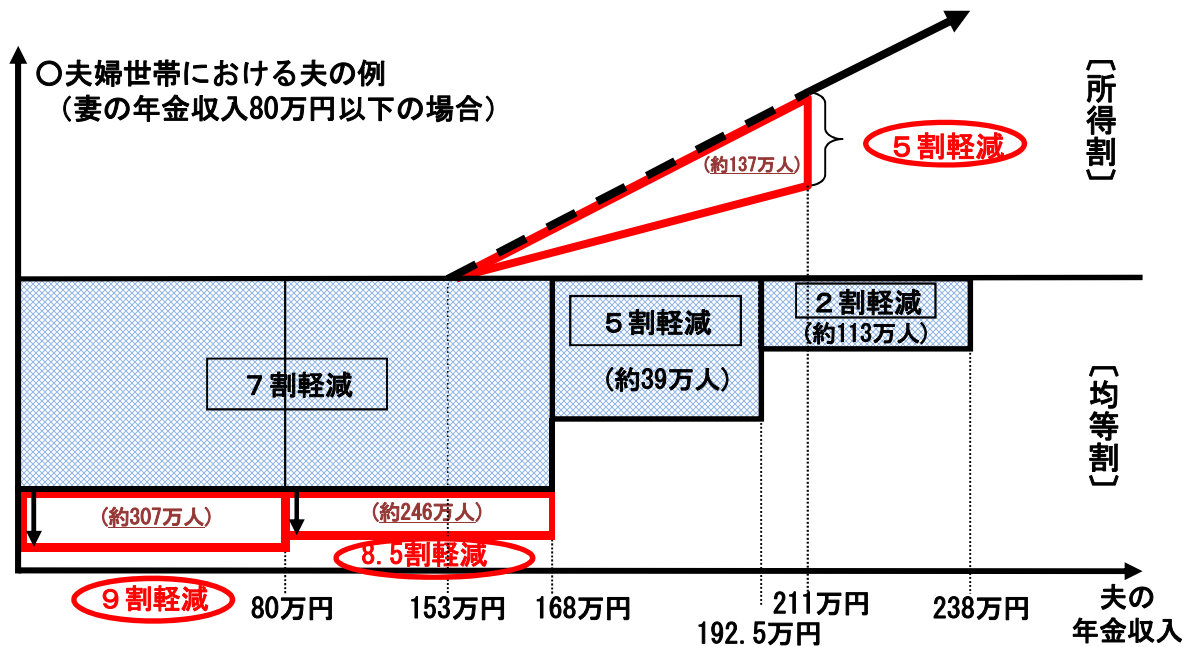 ○夫婦世帯における夫の例
（妻の年金収入80万円以下の場合）
〔所得割〕
５割軽減
(約137万人)
２割軽減
(約113万人)
５割軽減
(約39万人)
７割軽減
〔均等割〕
(約307万人)
(約246万人)
8.5割軽減
９割軽減
80万円
153万円
168万円
192.5万円
211万円
238万円
夫の
年金収入